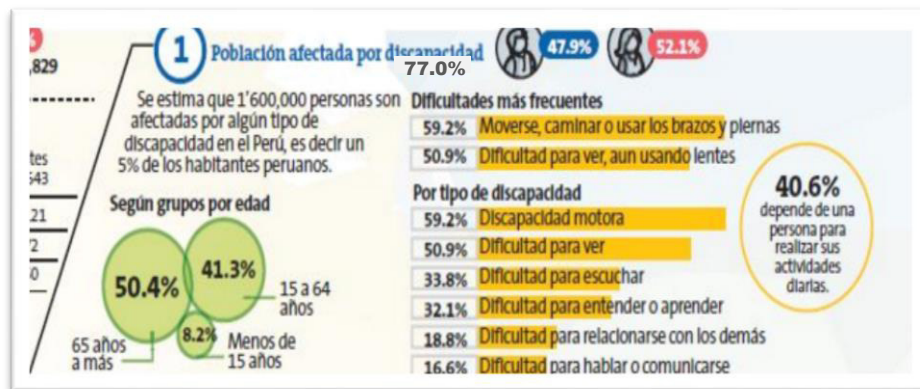 %
,829
tes
543
121
72
60
1
Población afectada por discapacidad
77.0%
47.9%
52.1%
Se estima que 1'600,000 personas son
afectadas por algún tipo de
discapacidad en el Perú, es decir un
5% de los habitantes peruanos.
Según grupos por edad
50.4%
41.3%
8.2%
65 años
a más
15 a 64
años
Menos de
15 años
Dificultades más frecuentes
59.2% Moverse, caminar o usar los brazos y piernas
50.9% Dificultad para ver, aun usando lentes
Por tipo de discapacidad
59.2% Discapacidad motora
50.9% Dificultad para ver
33.8% Dificultad para escuchar
32.1% Dificultad para entender o aprender
18.8% Dificultad para relacionarse con los demás
16.6% Dificultad para hablar o comunicarse
40.6%
depende de una
persona para
realizar sus
actividades
diarias.